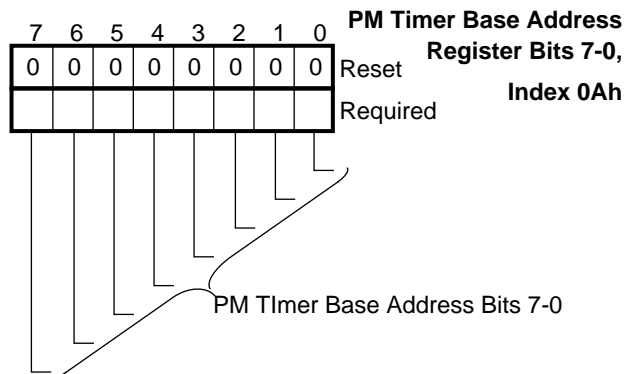 PM Timer Base Address
Register Bits 7-0,
Index 0Ah
7 6 5 4 3 2 1 0
0 0 0 0 0 0 0 0 Reset
Required
PM TImer Base Address Bits 7-0